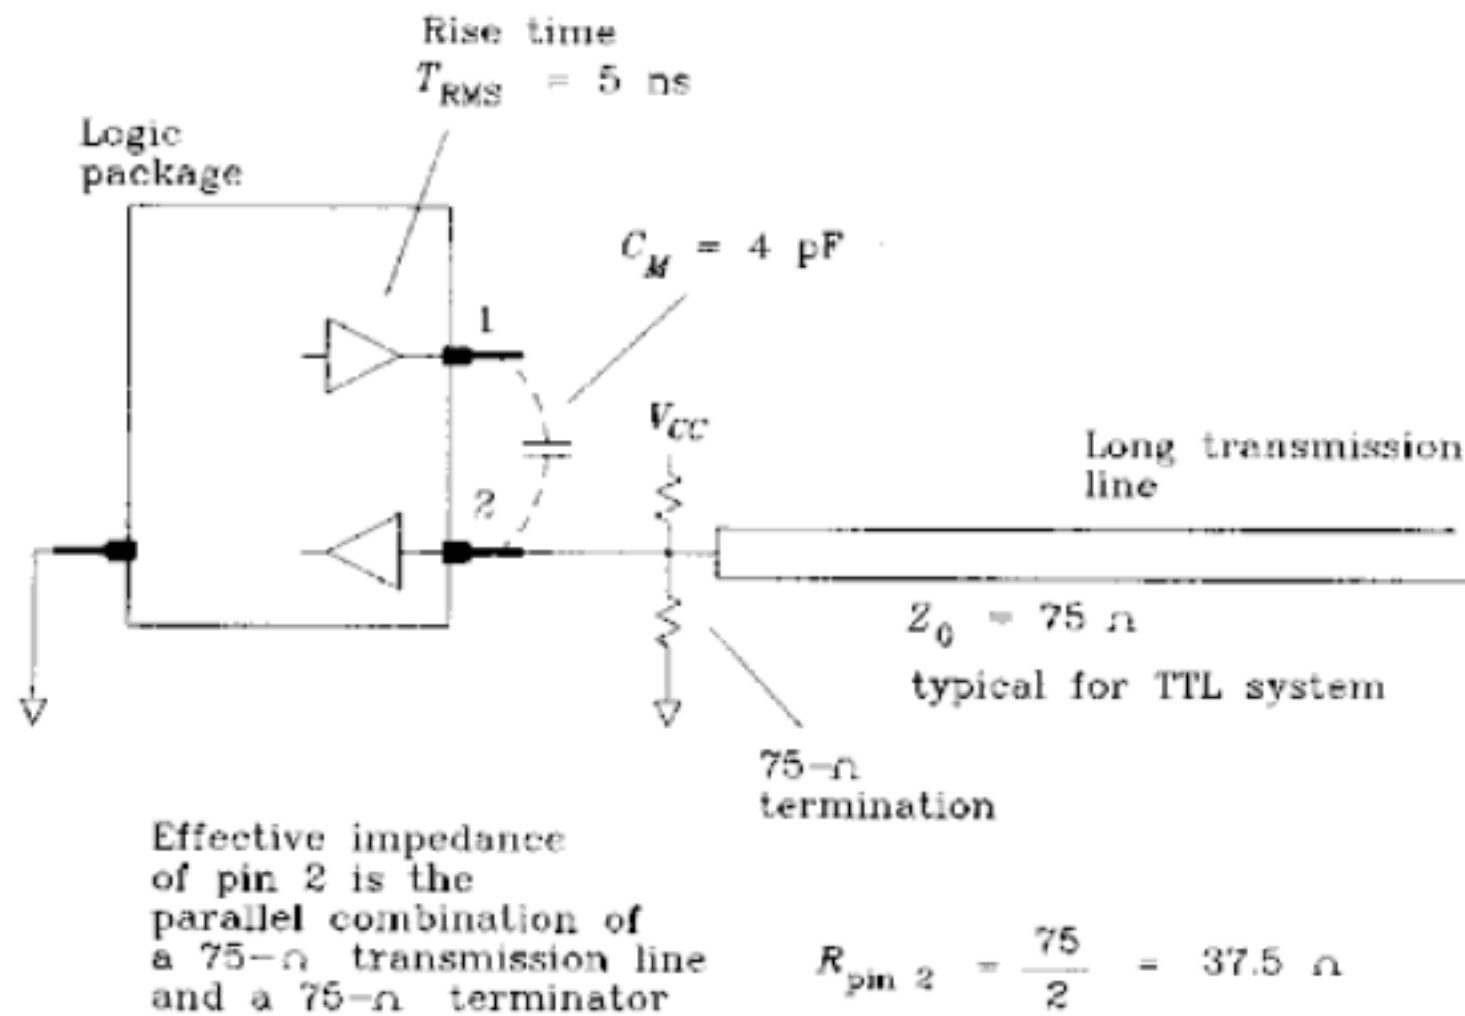 Rise time
T_RMS = 5 ns
Logic
package
C_M = 4 pF
1
V_CC
Long transmission
line
2
Z_0 = 75 Ω
typical for TTL system
75-Ω
termination
Effective impedance
of pin 2 is the
parallel combination of
a 75-Ω transmission line
and a 75-Ω terminator
R_pin 2 = 75/2 = 37.5 Ω